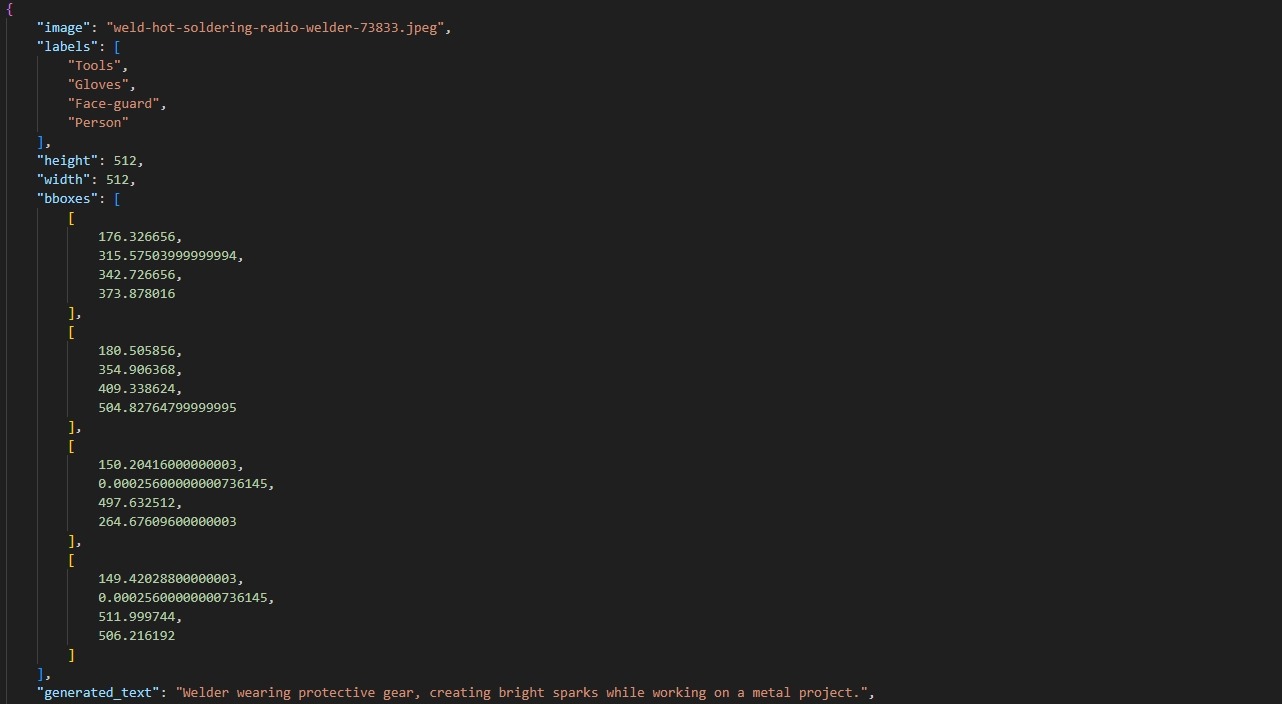 {
"image": "weld-hot-soldering-radio-welder-73833.jpeg",
"labels": [
"Tools",
"Gloves",
"Face-guard",
"Person"
],
"height": 512,
"width": 512,
"bboxes": [
[
176.326656,
315.57503999999994,
342.726656,
373.878016
],
[
180.505856,
354.906368,
409.338624,
504.82764799999995
],
[
150.20416000000003,
0.00025600000000736145,
497.632512,
264.67609600000003
],
[
149.42028800000003,
0.00025600000000736145,
511.999744,
506.216192
]
],
"generated_text": "Welder wearing protective gear, creating bright sparks while working on a metal project.",